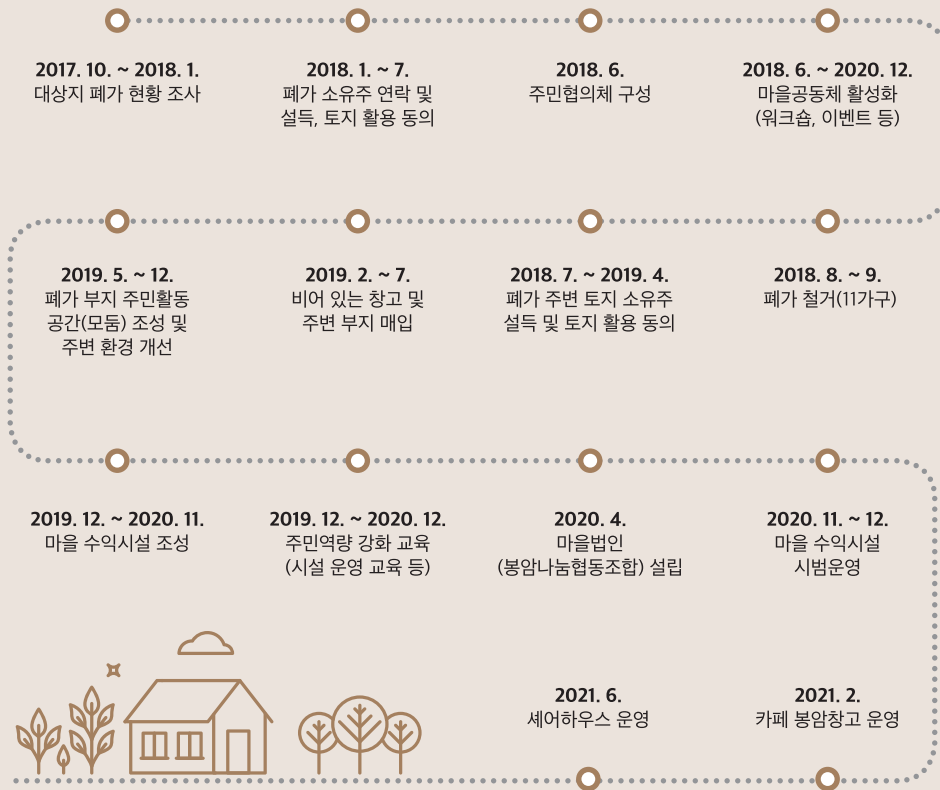 2017. 10. ~ 2018. 1.
대상지 폐가 현황 조사
2018. 1. ~ 7.
폐가 소유주 연락 및
설득, 토지 활용 동의
2018. 6.
주민협의체 구성
2018. 6. ~ 2020. 12.
마을공동체 활성화
(워크숍, 이벤트 등)
2018. 8. ~ 9.
폐가 철거(11가구)
2018. 7. ~ 2019. 4.
폐가 주변 토지 소유주
설득 및 토지 활용 동의
2019. 2. ~ 7.
비어 있는 창고 및
주변 부지 매입
2019. 5. ~ 12.
폐가 부지 주민활동
공간(모둠) 조성 및
주변 환경 개선
2019. 12. ~ 2020. 11.
마을 수익시설 조성
2019. 12. ~ 2020. 12.
주민역량 강화 교육
(시설 운영 교육 등)
2020. 4.
마을법인
(봉암나눔협동조합) 설립
2020. 11. ~ 12.
마을 수익시설
시범운영
2021. 2.
카페 봉암창고 운영
2021. 6.
셰어하우스 운영